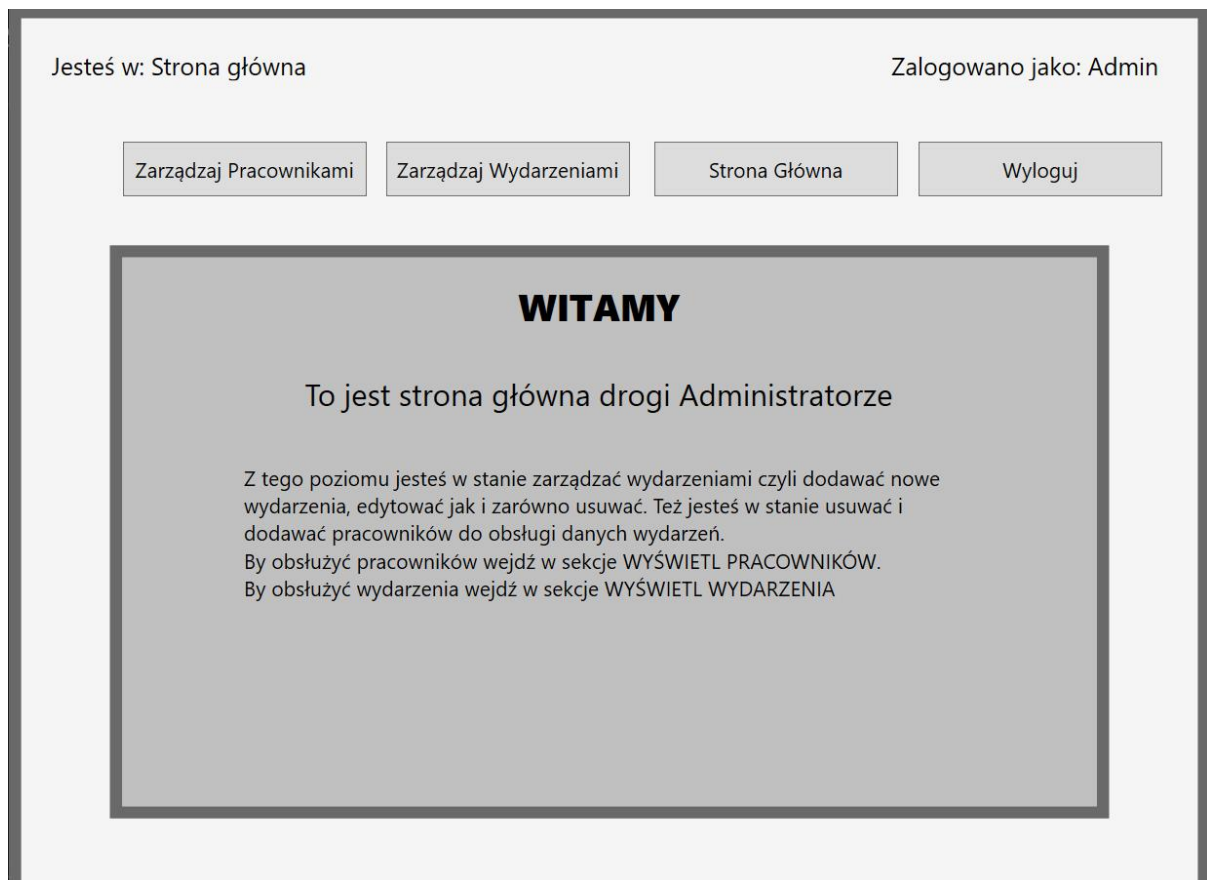 Jesteś w: Strona główna
Zalogowano jako: Admin
Zarządzaj Pracownikami
Zarządzaj Wydarzeniami
Strona Główna
Wyloguj
WITAMY
To jest strona główna drogi Administratorze
Z tego poziomu jesteś w stanie zarządzać wydarzeniami czyli dodawać nowe
wydarzenia, edytować jak i zarówno usuwać. Też jesteś w stanie usuwać i
dodawać pracowników do obsługi danych wydarzeń.
By obsłużyć pracowników wejdź w sekcje WYŚWIETL PRACOWNIKÓW.
By obsłużyć wydarzenia wejdź w sekcje WYŚWIETL WYDARZENIA